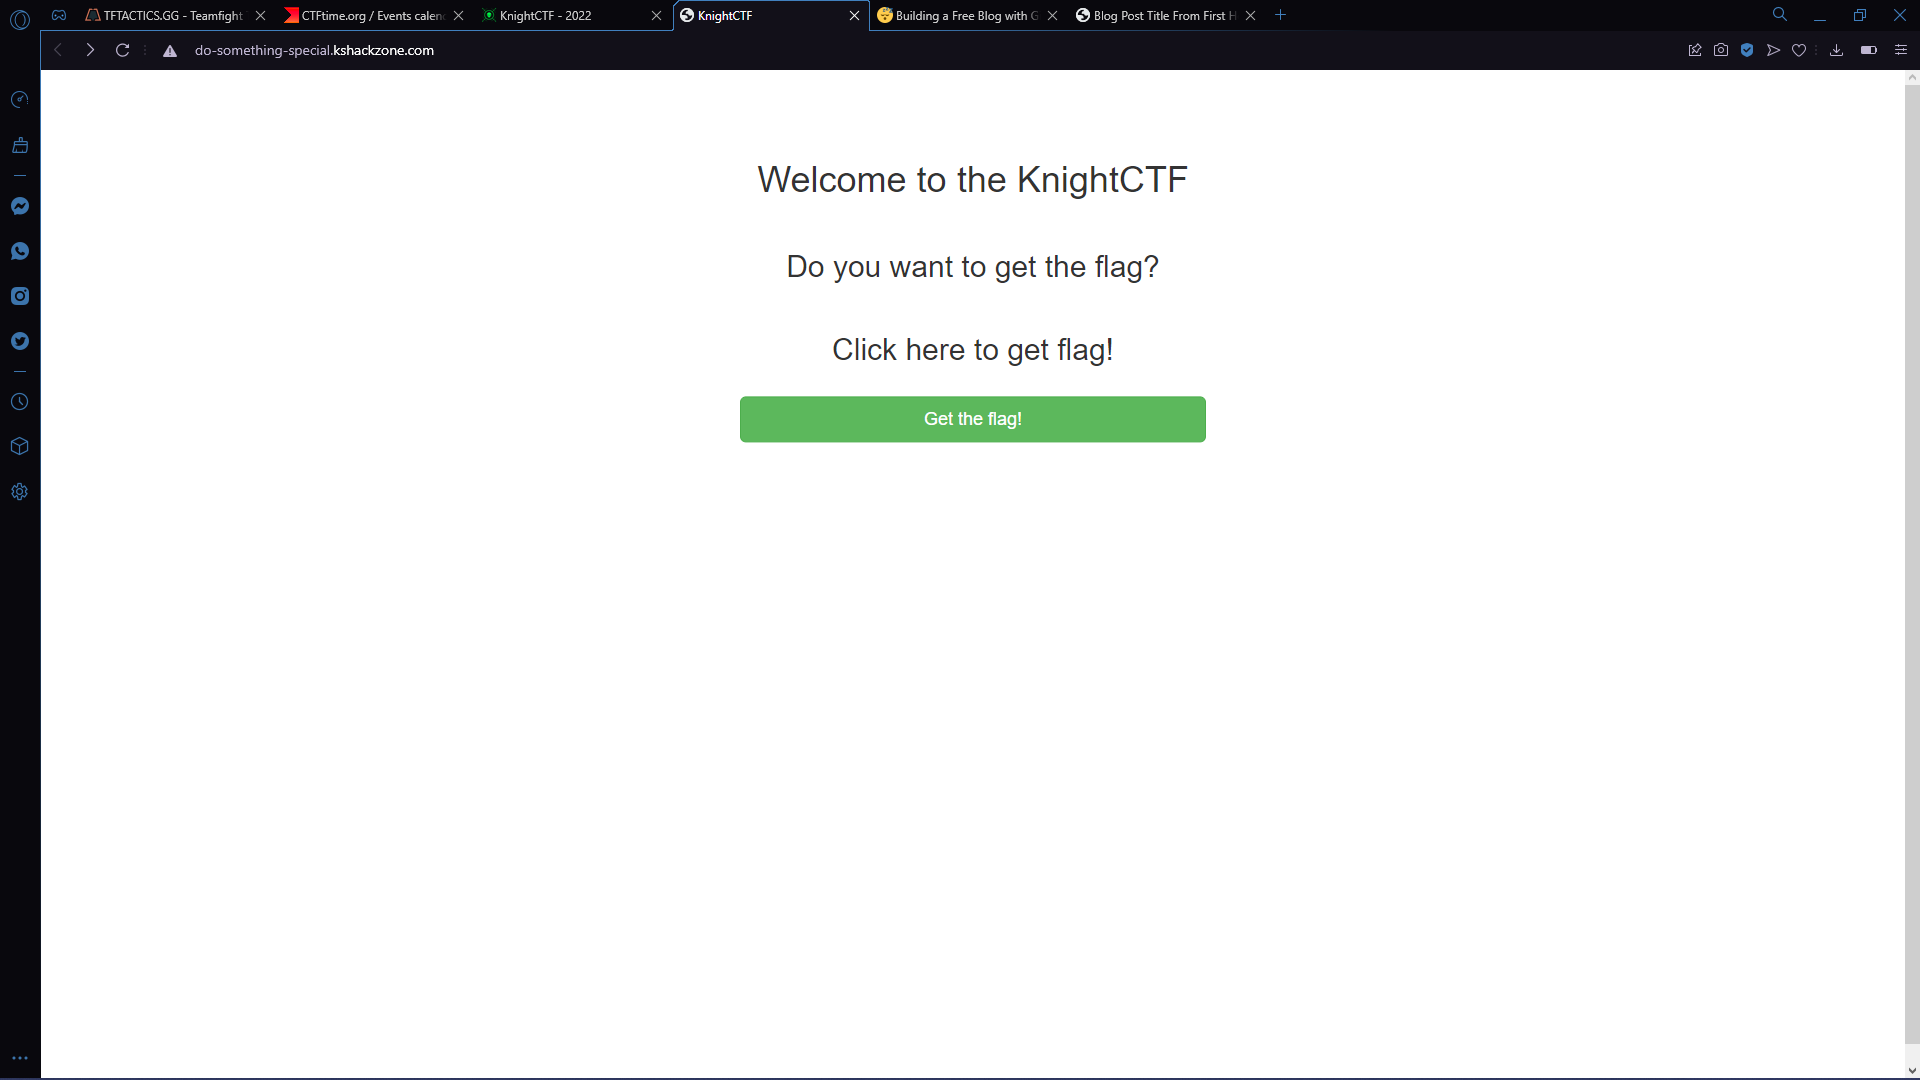 TFTACTICS.GG - Teamfight
CTFtime.org / Events calen
KnightCTF - 2022
KnightCTF
Building a Free Blog with G
Blog Post Title From First H
do-something-special.kshackzone.com
Welcome to the KnightCTF
Do you want to get the flag?
Click here to get flag!
Get the flag!